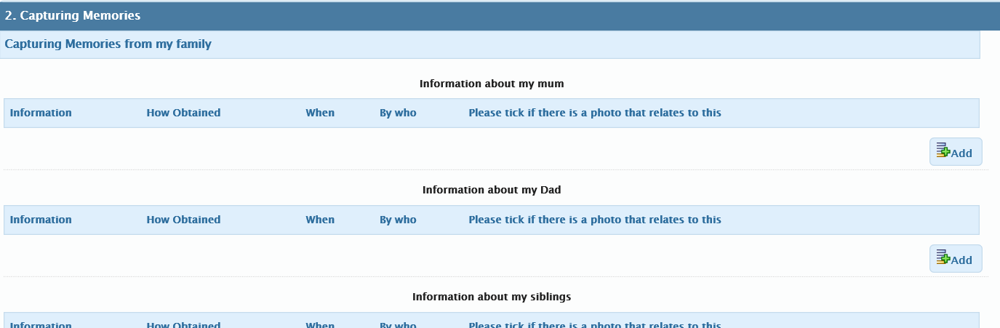 2. Capturing Memories
Capturing Memories from my family
Information about my mum
Information How Obtained When By who Please tick if there is a photo that relates to this
Add
Information about my Dad
Information How Obtained When By who Please tick if there is a photo that relates to this
Add
Information about my siblings
Information How Obtained When By who Please tick if there is a photo that relates to this